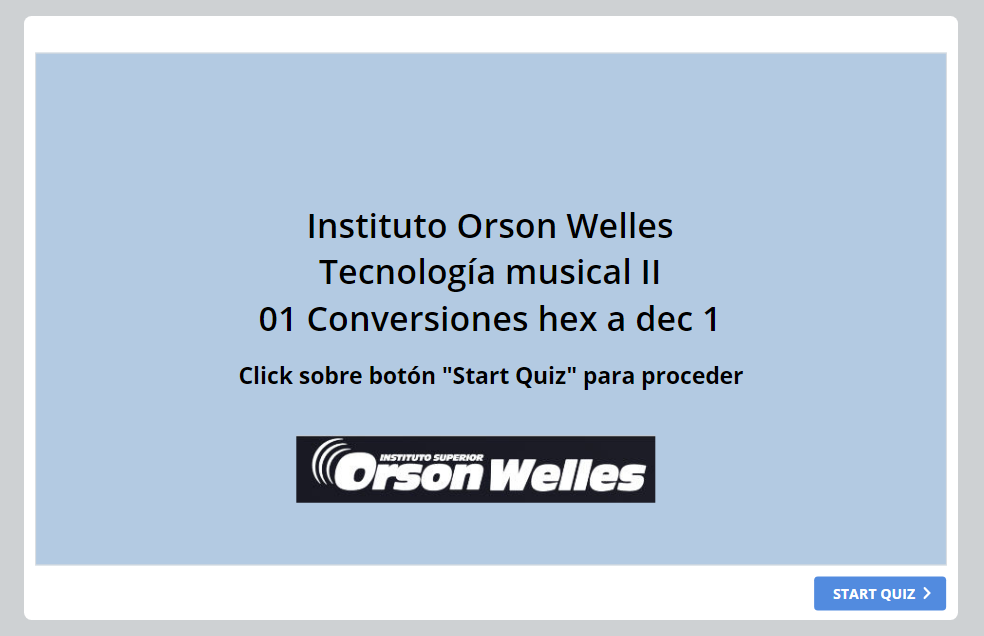 Instituto Orson Welles
Tecnología musical II
01 Conversiones hex a dec 1
Click sobre botón "Start Quiz" para proceder
INSTITUTO SUPERIOR
Orson Welles
START QUIZ